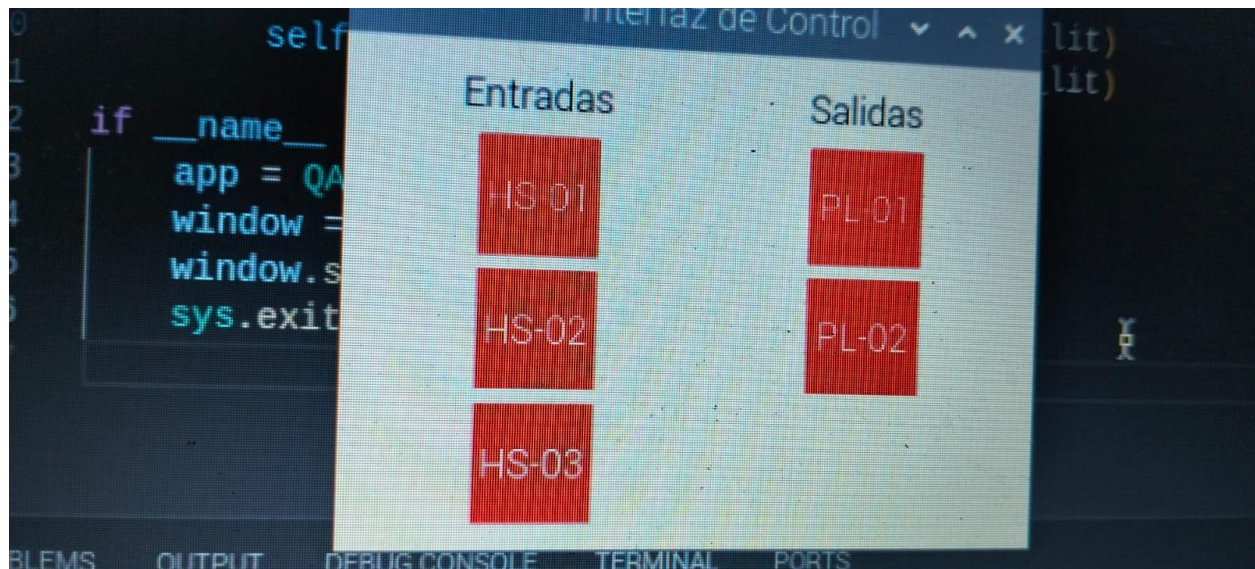 Interfaz de Control
self lit)
lit)
if __name__
app = QA
window =
window.s
sys.exit
Entradas
HS-01
HS-02
HS-03
Salidas
PL-01
PL-02
BLEMS OUTPUT DEBUG CONSOLE TERMINAL PORTS